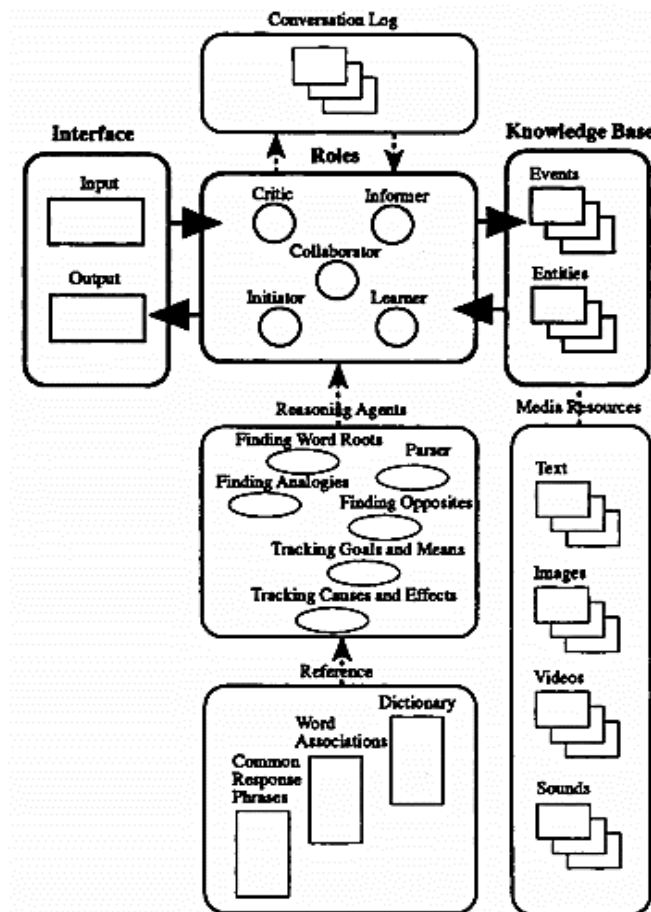 Conversation Log
Interface
Input
Output
Roles
Critic
Informer
Collaborator
Initiator
Learner
Knowledge Base
Events
Entities
Reasoning Agents
Finding Word Roots
Parser
Finding Analogies
Finding Opposites
Tracking Goals and Means
Tracking Causes and Effects
Media Resources
Text
Images
Videos
Sounds
Reference
Dictionary
Word
Associations
Common
Response
Phrases